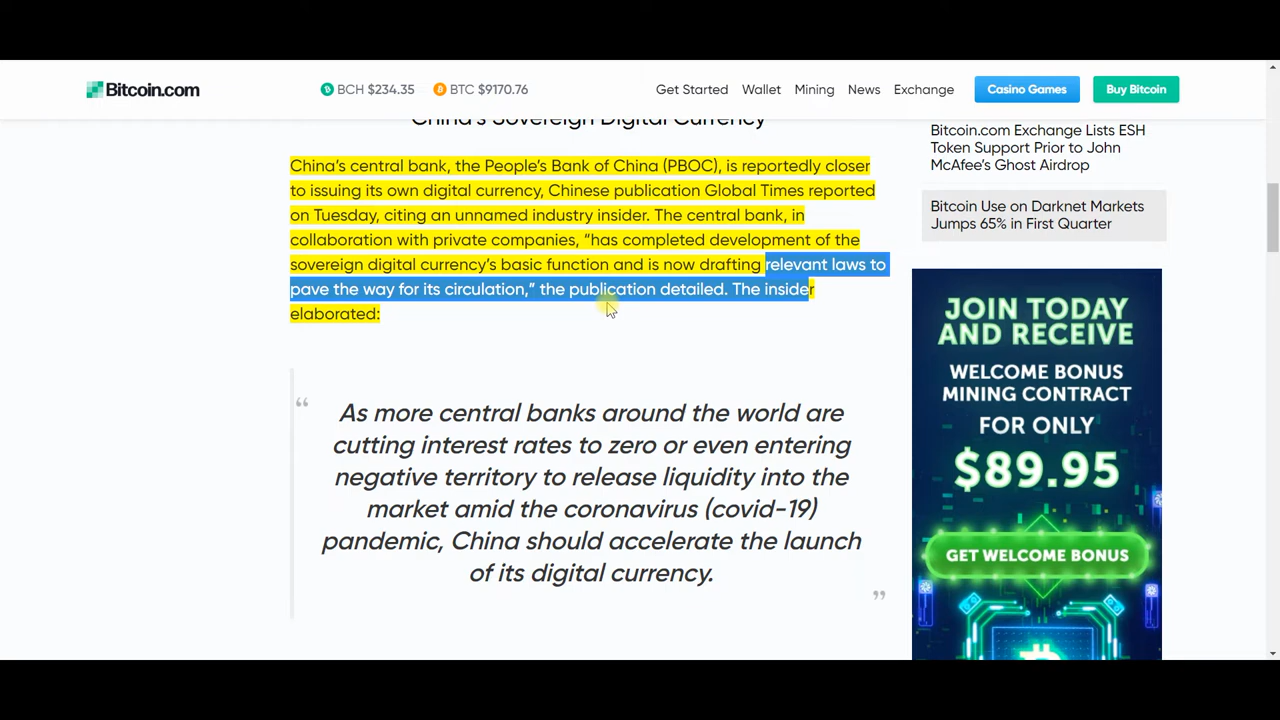 Bitcoin.com
BCH $234.35
BTC $9170.76
Get Started
Wallet
Mining
News
Exchange
Casino Games
Buy Bitcoin
China's Sovereign Digital Currency
China's central bank, the People's Bank of China (PBOC), is reportedly closer
to issuing its own digital currency, Chinese publication Global Times reported
on Tuesday, citing an unnamed industry insider. The central bank, in
collaboration with private companies, “has completed development of the
sovereign digital currency's basic function and is now drafting relevant laws to
pave the way for its circulation,” the publication detailed. The insider
elaborated:
“
As more central banks around the world are
cutting interest rates to zero or even entering
negative territory to release liquidity into the
market amid the coronavirus (covid-19)
pandemic, China should accelerate the launch
of its digital currency.
”
Bitcoin.com Exchange Lists ESH
Token Support Prior to John
McAfee's Ghost Airdrop
Bitcoin Use on Darknet Markets
Jumps 65% in First Quarter
JOIN TODAY
AND RECEIVE
WELCOME BONUS
MINING CONTRACT
FOR ONLY
$89.95
GET WELCOME BONUS